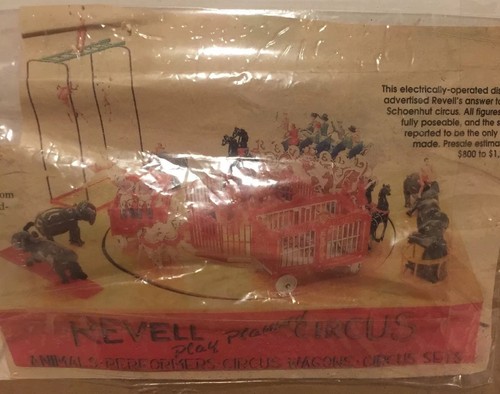 This electrically-operated dis
advertised Revell's answer to
Schoenhut circus. All figures
fully poseable, and the s
reported to be the only
made. Presale estima
$800 to $1,
om
d-
REVELL CIRCUS
play
ANIMALS·PERFORMERS·CIRCUS WAGONS·CIRCUS SETS